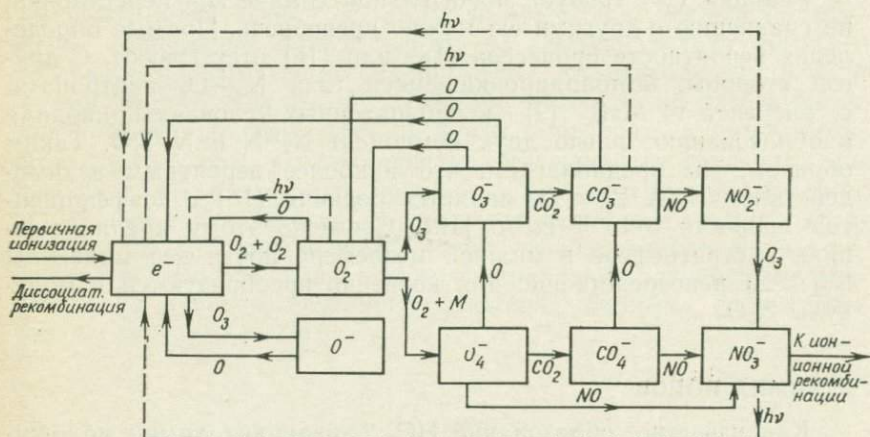 hν
hν
O
O
O
O₃⁻
CO₂
CO₃⁻
NO
NO₂⁻
hν
O
O₃
Первичная
ионизация
e⁻
O₂ + O₂
O₂⁻
O
O
O₃
Диссоциат.
рекомбинация
O₃
O⁻
O₂ + M
O
O₄⁻
CO₂
CO₄⁻
NO
NO₃⁻
К ион-
ионной
рекомби-
нации
NO
hν